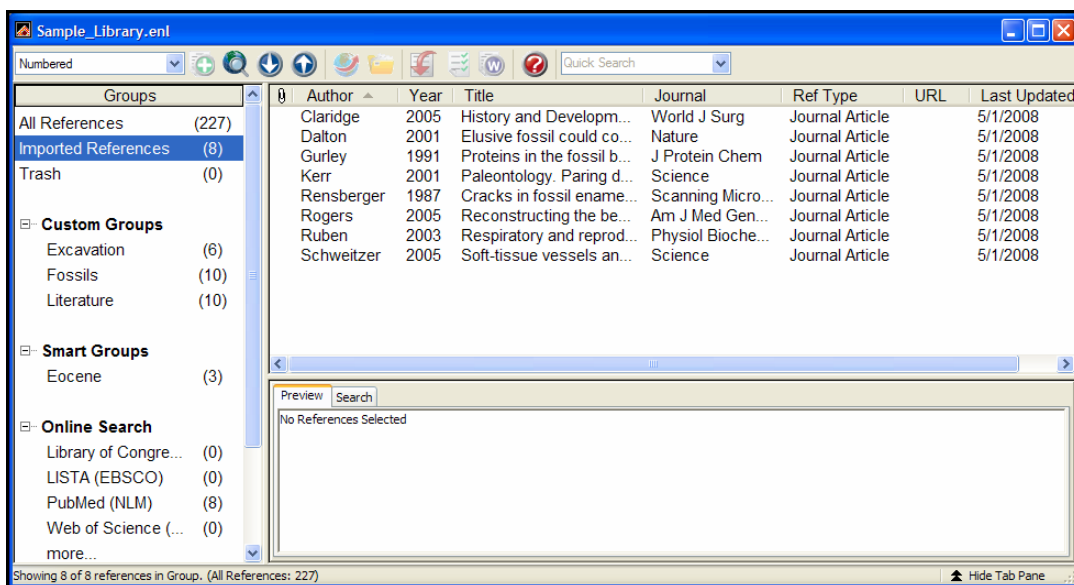 Sample_Library.enl
Numbered
Quick Search
Groups
All References (227)
Imported References (8)
Trash (0)
Custom Groups
Excavation (6)
Fossils (10)
Literature (10)
Smart Groups
Eocene (3)
Online Search
Library of Congre... (0)
LISTA (EBSCO) (0)
PubMed (NLM) (8)
Web of Science (... (0)
more...
Author Year Title Journal Ref Type URL Last Updated
Claridge 2005 History and Developm... World J Surg Journal Article 5/1/2008
Dalton 2001 Elusive fossil could co... Nature Journal Article 5/1/2008
Gurley 1991 Proteins in the fossil b... J Protein Chem Journal Article 5/1/2008
Kerr 2001 Paleontology. Paring d... Science Journal Article 5/1/2008
Rensberger 1987 Cracks in fossil ename... Scanning Micro... Journal Article 5/1/2008
Rogers 2005 Reconstructing the be... Am J Med Gen... Journal Article 5/1/2008
Ruben 2003 Respiratory and reprod... Physiol Bioche... Journal Article 5/1/2008
Schweitzer 2005 Soft-tissue vessels an... Science Journal Article 5/1/2008
Preview Search
No References Selected
Showing 8 of 8 references in Group. (All References: 227)
Hide Tab Pane